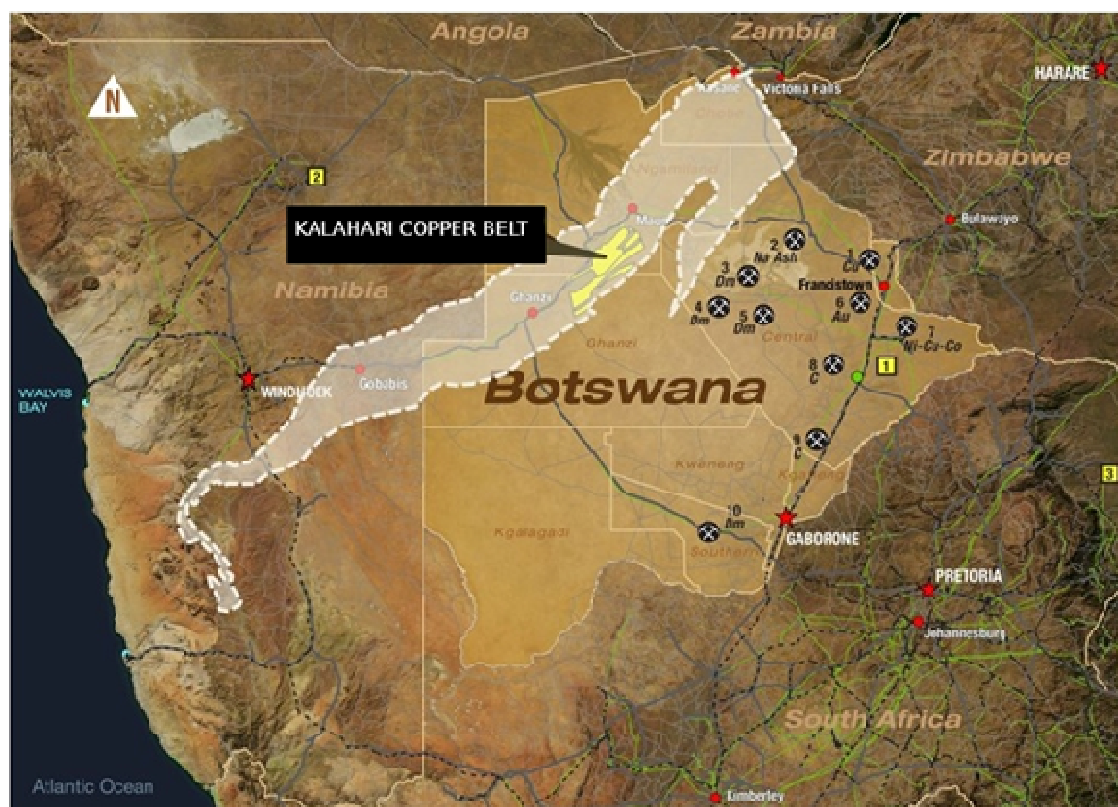 Angola
Zambia
N
HARARE
Kasane
Victoria Falls
Chobe
Zimbabwe
2
Ngamiland
KALAHARI COPPER BELT
Maun
Bulawayo
2
Na Ash
1
Cu
3
Dm
Namibia
Ghanzi
Francistown
4
Dm
5
Dm
6
Au
7
Ni-Cu-Co
Central
Ghanzi
8
C
1
WALVIS
BAY
WINDHOEK
Gobabis
Botswana
9
C
Kweneng
Kgatleng
3
10
Dm
Kgalagadi
Southern
GABORONE
PRETORIA
Johannesburg
South Africa
Atlantic Ocean
Kimberley